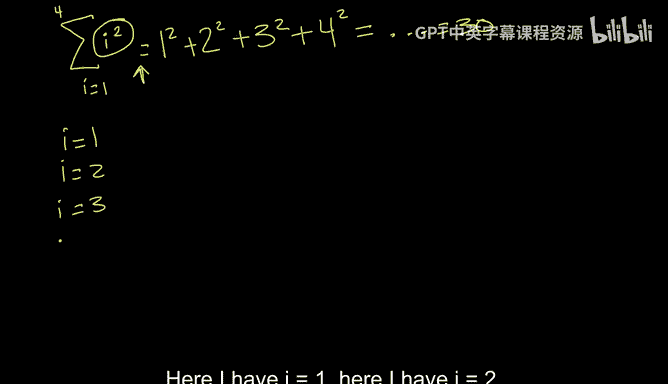 4
∑ i² = 1² + 2² + 3² + 4² = ... = 30
i=1
↑
GPT中英字幕课程资源 bilibili
i=1
i=2
i=3
Here I have i = 1, here I have i = 2